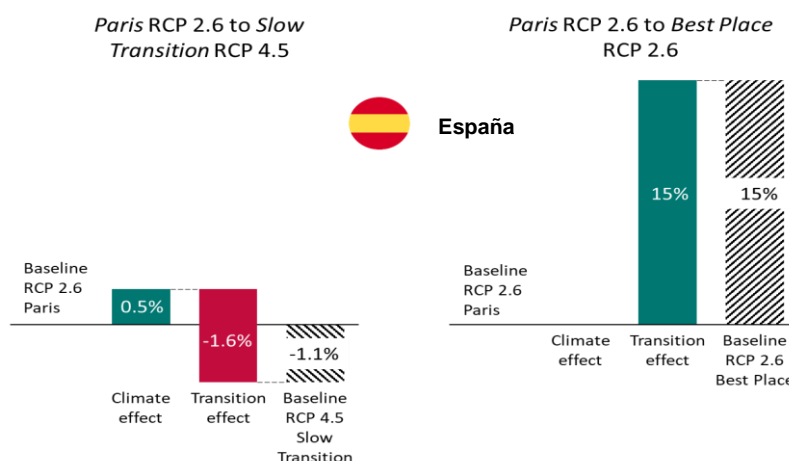 Paris RCP 2.6 to Slow
Transition RCP 4.5
Paris RCP 2.6 to Best Place
RCP 2.6
España
Baseline
RCP 2.6
Paris
0.5%
-1.6%
-1.1%
Climate
effect
Transition
effect
Baseline
RCP 4.5
Slow
Transition
Baseline
RCP 2.6
Paris
15%
15%
Climate
effect
Transition
effect
Baseline
RCP 2.6
Best Place